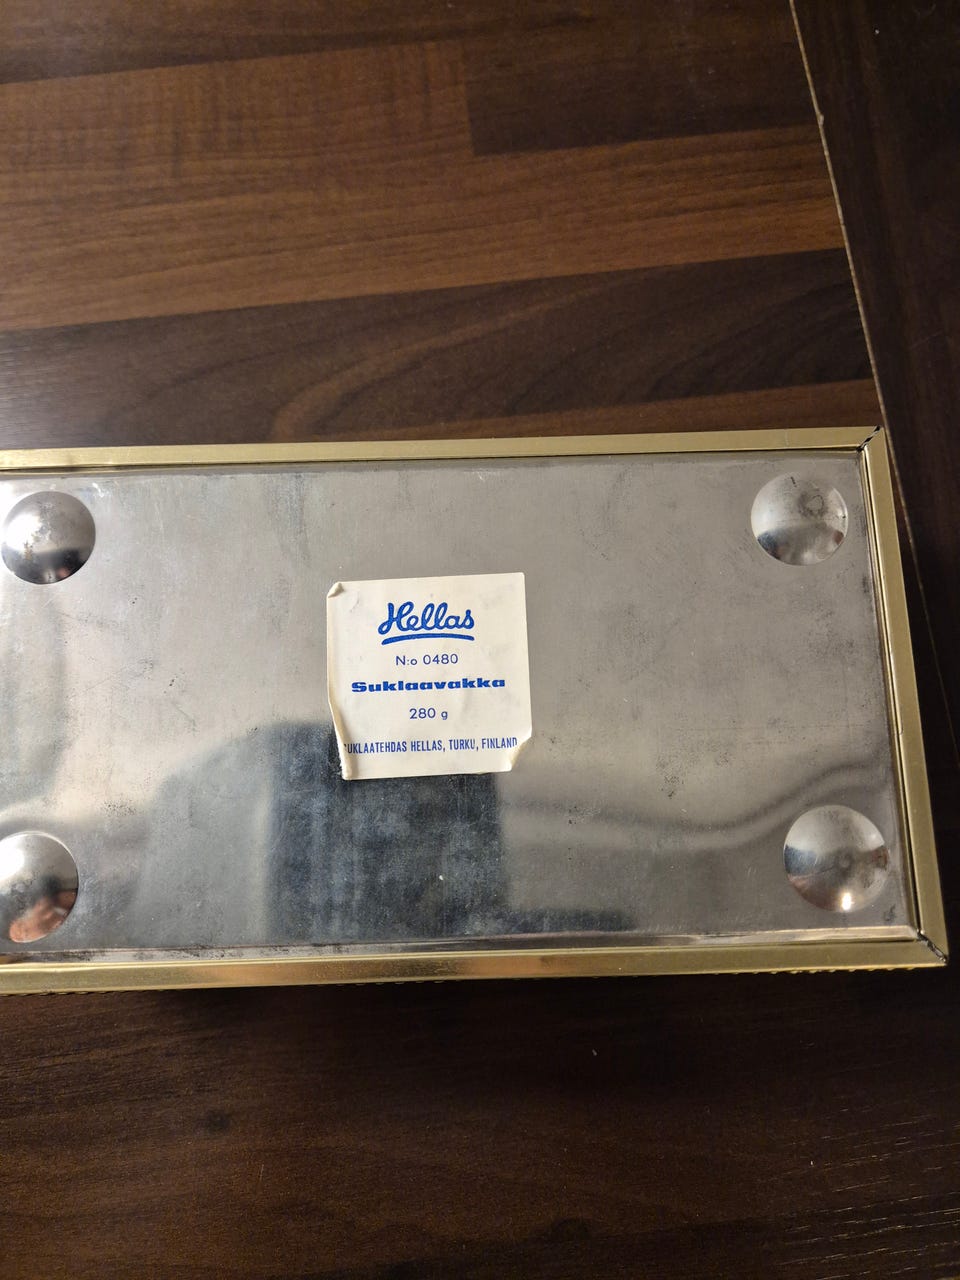 Hellas
N:o 0480
Suklaavakka
280 g
UKLAATEHDAS HELLAS, TURKU, FINLAND